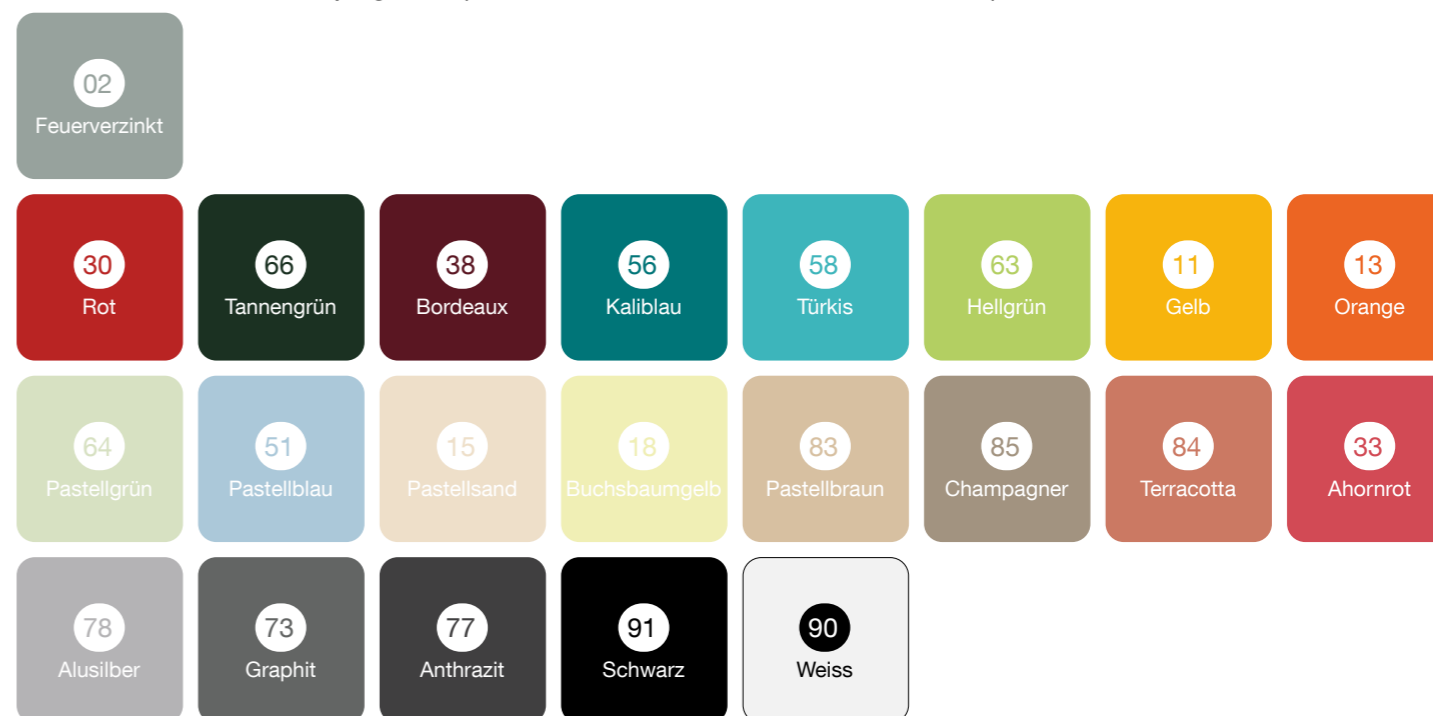 02
Feuerverzinkt
30
Rot
66
Tannengrün
38
Bordeaux
56
Kaliblau
58
Türkis
63
Hellgrün
11
Gelb
13
Orange
64
Pastellgrün
51
Pastellblau
15
Pastellsand
18
Buchsbaumgelb
83
Pastellbraun
85
Champagner
84
Terracotta
33
Ahornrot
78
Alusilber
73
Graphit
77
Anthrazit
91
Schwarz
90
Weiss